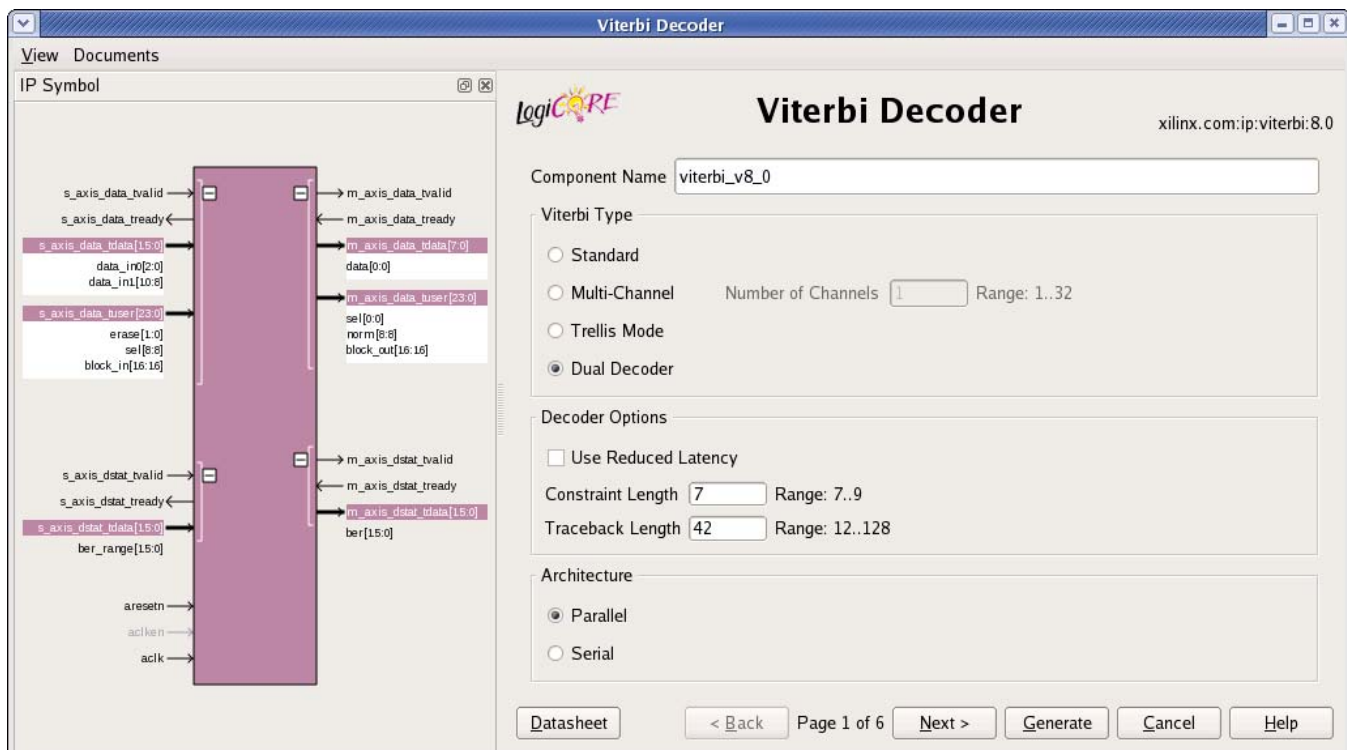 Viterbi Decoder
View Documents
IP Symbol
s_axis_data_tvalid
s_axis_data_tready
s_axis_data_tdata[15:0]
data_in0[2:0]
data_in1[10:8]
s_axis_data_tuser[23:0]
erase[1:0]
sel[8:8]
block_in[16:16]
s_axis_dstat_tvalid
s_axis_dstat_tready
s_axis_dstat_tdata[15:0]
ber_range[15:0]
aresetn
aclken
aclk
m_axis_data_tvalid
m_axis_data_tready
m_axis_data_tdata[7:0]
data[0:0]
m_axis_data_tuser[23:0]
sel[0:0]
norm[8:8]
block_out[16:16]
m_axis_dstat_tvalid
m_axis_dstat_tready
m_axis_dstat_tdata[15:0]
ber[15:0]
LogiCORE
Viterbi Decoder
xilinx.com:ip:viterbi:8.0
Component Name viterbi_v8_0
Viterbi Type
Standard
Multi-Channel Number of Channels 1 Range: 1..32
Trellis Mode
Dual Decoder
Decoder Options
Use Reduced Latency
Constraint Length 7 Range: 7..9
Traceback Length 42 Range: 12..128
Architecture
Parallel
Serial
Datasheet < Back Page 1 of 6 Next > Generate Cancel Help